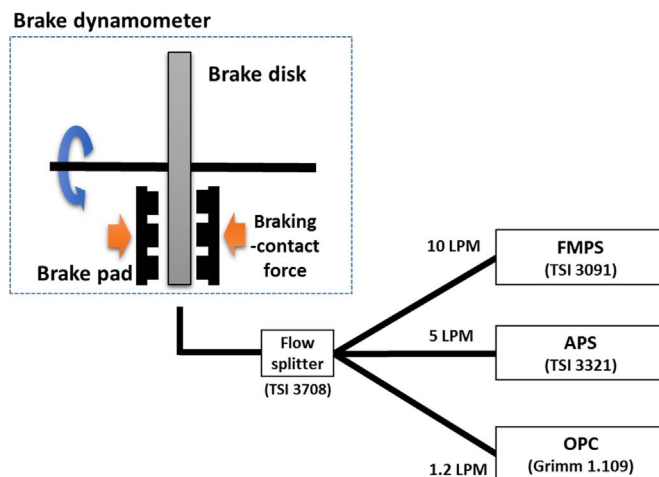 Brake dynamometer
Brake disk
Braking
-contact
force
Brake pad
Flow
splitter
(TSI 3708)
10 LPM
FMPS
(TSI 3091)
5 LPM
APS
(TSI 3321)
1.2 LPM
OPC
(Grimm 1.109)